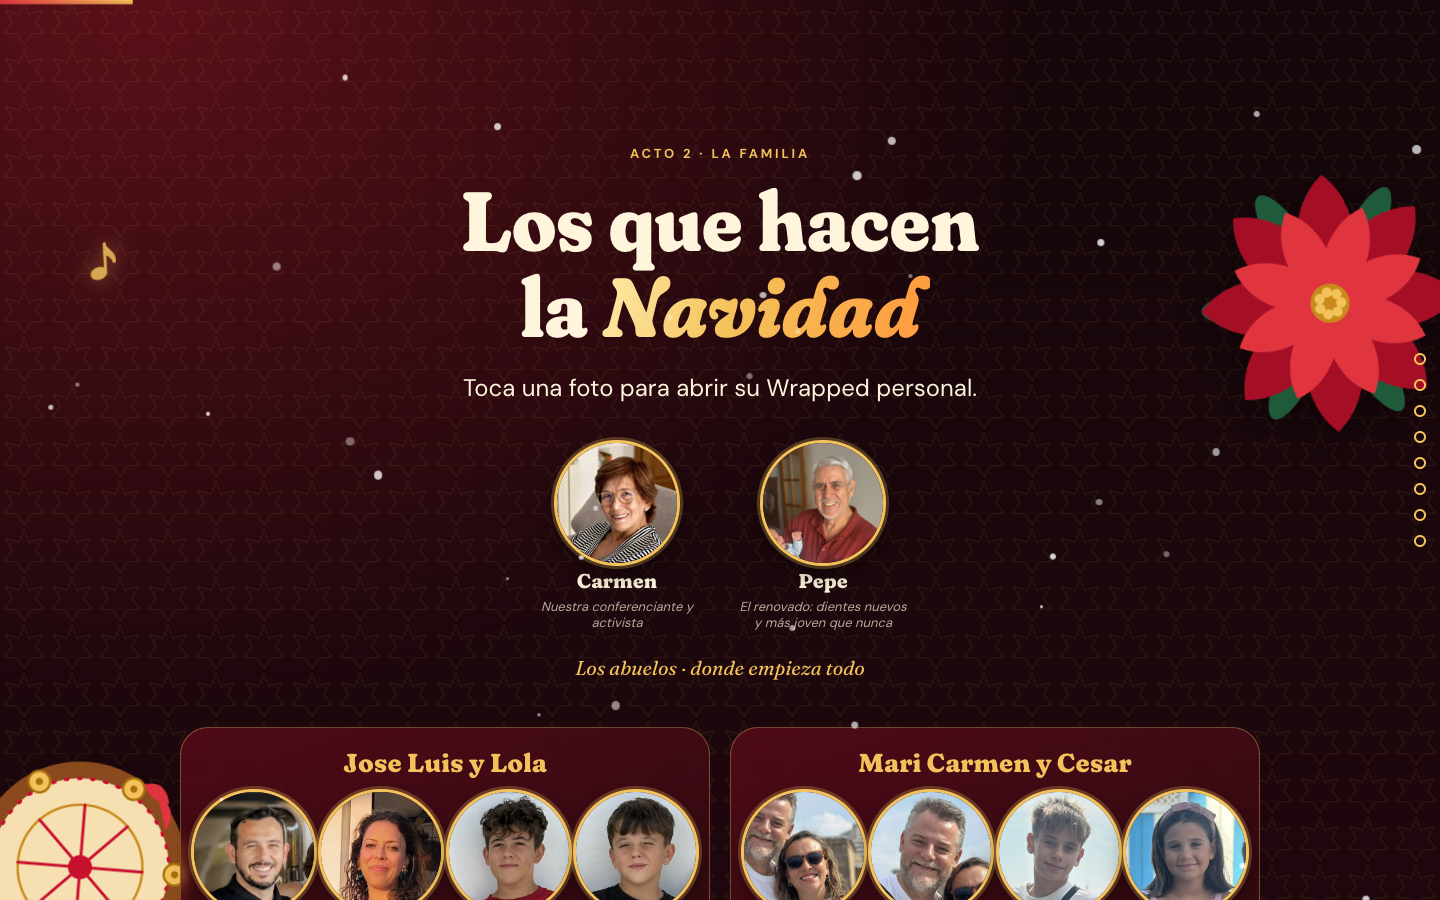 ACTO 2 · LA FAMILIA
Los que hacen
la Navidad
Toca una foto para abrir su Wrapped personal.
Carmen
Nuestra conferenciante y
activista
Pepe
El renovado: dientes nuevos
y más joven que nunca
Los abuelos · donde empieza todo
Jose Luis y Lola
Mari Carmen y Cesar